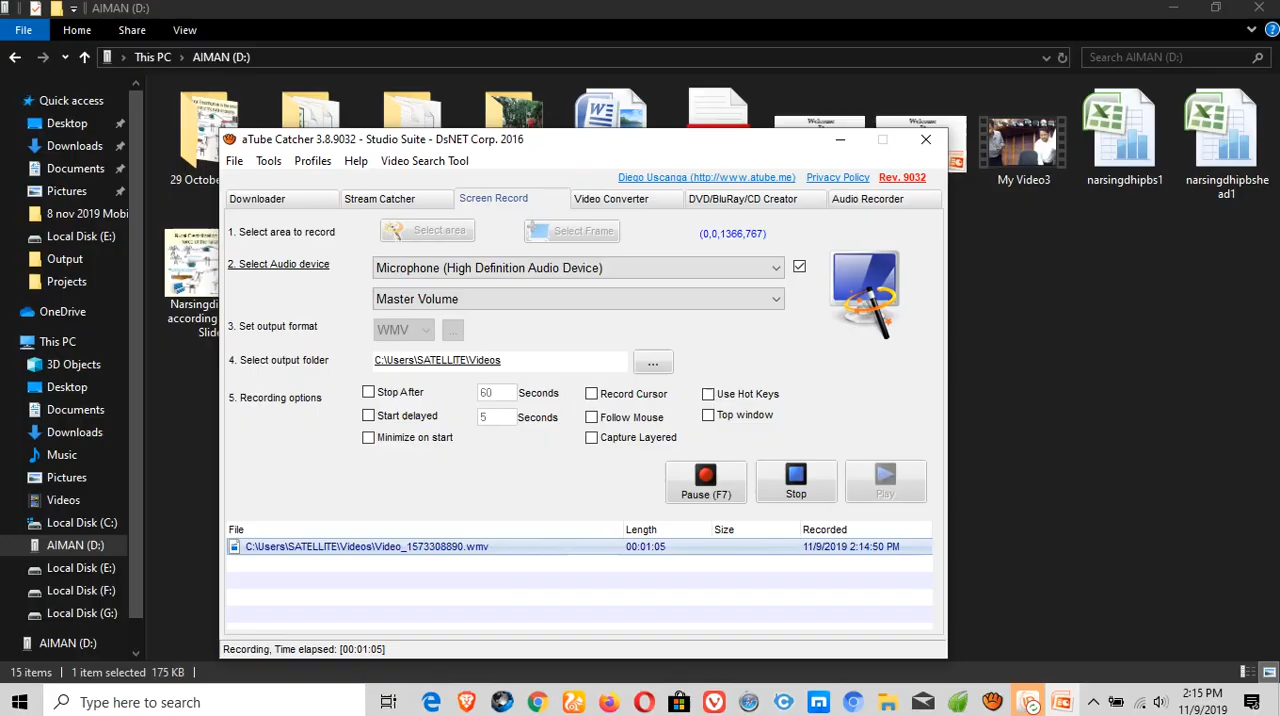 AIMAN (D:)
File Home Share View
This PC AIMAN (D:) Search AIMAN (D:)
Quick access
Desktop
Downloads
Documents
Pictures
8 nov 2019 Mobi
Local Disk (E:)
Output
Projects
OneDrive
This PC
3D Objects
Desktop
Documents
Downloads
Music
Pictures
Videos
Local Disk (C:)
AIMAN (D:)
Local Disk (E:)
Local Disk (F:)
Local Disk (G:)
AIMAN (D:)
29 October
Narsingdi
according
Slide
My Video3
narsingdhipbs1
narsingdhipbshe
ad1
aTube Catcher 3.8.9032 - Studio Suite - DsNET Corp. 2016
File Tools Profiles Help Video Search Tool
Diego Uscanga (http://www.atube.me) Privacy Policy Rev. 9032
Downloader Stream Catcher Screen Record Video Converter DVD/BluRay/CD Creator Audio Recorder
1. Select area to record Select area Select Frame (0,0,1366,767)
2. Select Audio device Microphone (High Definition Audio Device)
Master Volume
3. Set output format WMV ...
4. Select output folder C:\Users\SATELLITE\Videos ...
5. Recording options Stop After 60 Seconds Record Cursor Use Hot Keys
Start delayed 5 Seconds Follow Mouse Top window
Minimize on start Capture Layered
Pause (F7) Stop Play
File Length Size Recorded
C:\Users\SATELLITE\Videos\Video_1573308890.wmv 00:01:05 11/9/2019 2:14:50 PM
Recording, Time elapsed: [00:01:05]
15 items 1 item selected 175 KB
Type here to search
2:15 PM
11/9/2019